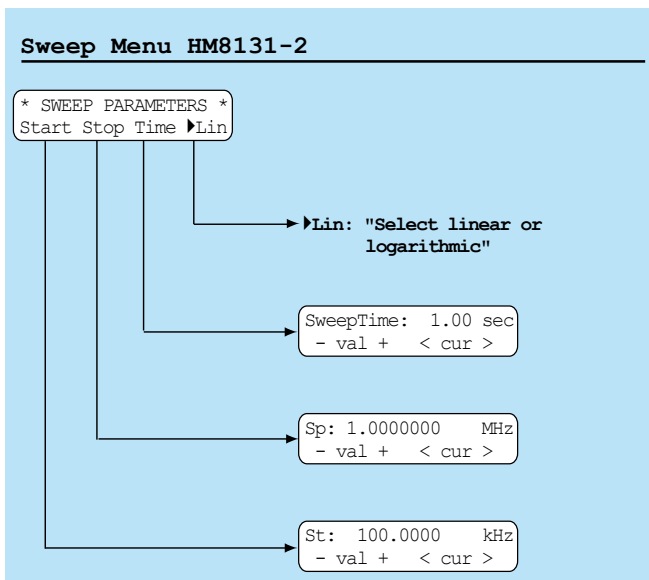 Sweep Menu HM8131-2
* SWEEP PARAMETERS *
Start Stop Time ▶Lin
▶Lin: "Select linear or
logarithmic"
SweepTime: 1.00 sec
- val + < cur >
Sp: 1.0000000 MHz
- val + < cur >
St: 100.0000 kHz
- val + < cur >